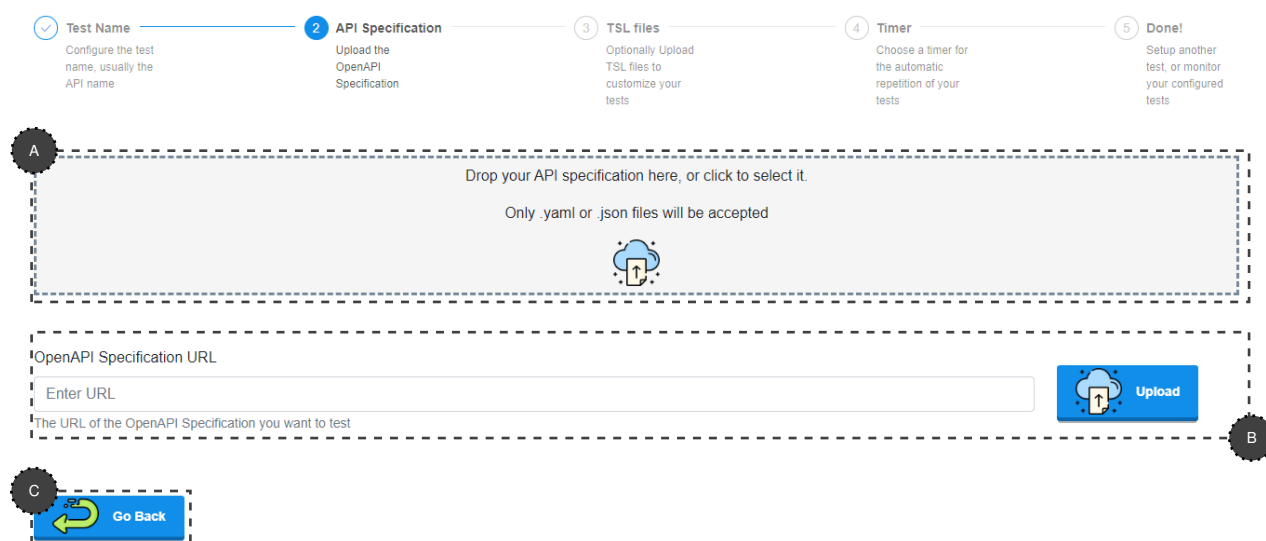 Test Name
Configure the test
name, usually the
API name
2 API Specification
Upload the
OpenAPI
Specification
3 TSL files
Optionally Upload
TSL files to
customize your
tests
4 Timer
Choose a timer for
the automatic
repetition of your
tests
5 Done!
Setup another
test, or monitor
your configured
tests
A
Drop your API specification here, or click to select it.
Only .yaml or .json files will be accepted
OpenAPI Specification URL
Enter URL
Upload
The URL of the OpenAPI Specification you want to test
B
C
Go Back